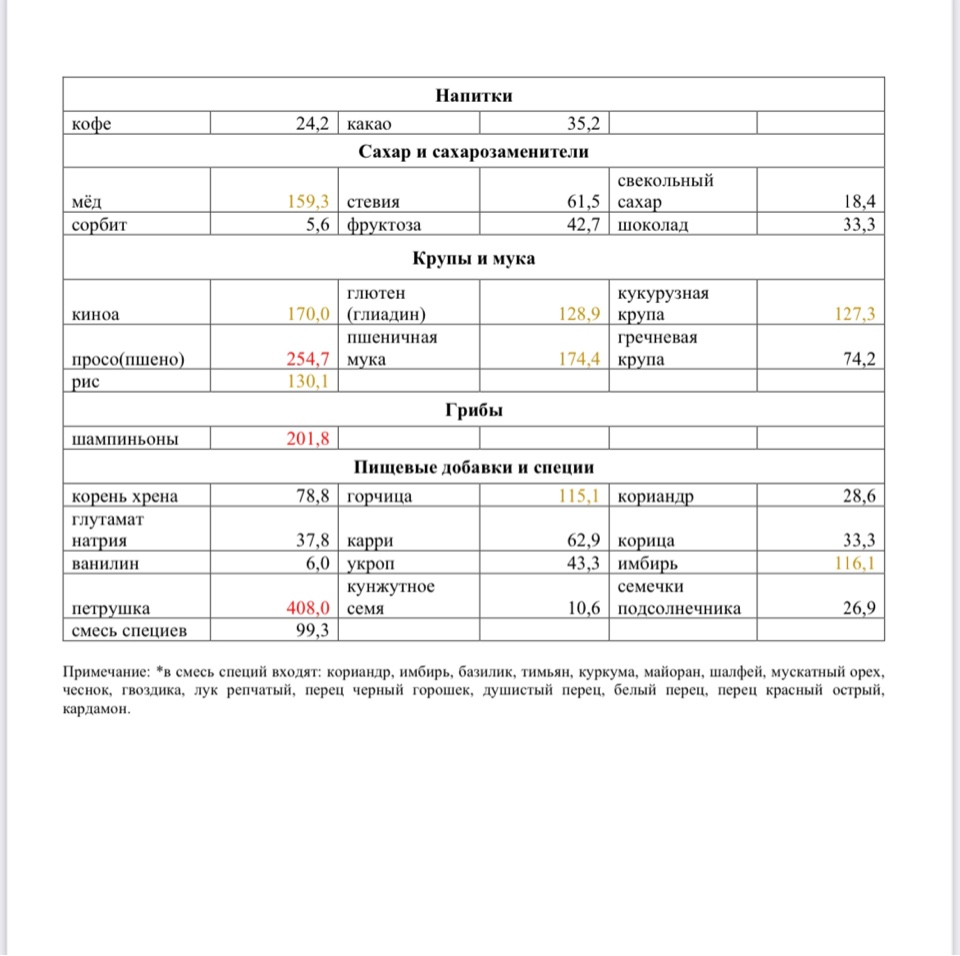 Напитки
кофе 24,2 какао 35,2
Сахар и сахарозаменители
свекольный
мёд 159,3 стевия 61,5 сахар 18,4
сорбит 5,6 фруктоза 42,7 шоколад 33,3
Крупы и мука
глютен кукурузная
киноа 170,0 (глиадин) 128,9 крупа 127,3
пшеничная гречневая
просо(пшено) 254,7 мука 174,4 крупа 74,2
рис 130,1
Грибы
шампиньоны 201,8
Пищевые добавки и специи
корень хрена 78,8 горчица 115,1 кориандр 28,6
глутамат
натрия 37,8 карри 62,9 корица 33,3
ванилин 6,0 укроп 43,3 имбирь 116,1
кунжутное семечки
петрушка 408,0 семя 10,6 подсолнечника 26,9
смесь специев 99,3
Примечание: *в смесь специй входят: кориандр, имбирь, базилик, тимьян, куркума, майоран, шалфей, мускатный орех,
чеснок, гвоздика, лук репчатый, перец черный горошек, душистый перец, белый перец, перец красный острый,
кардамон.